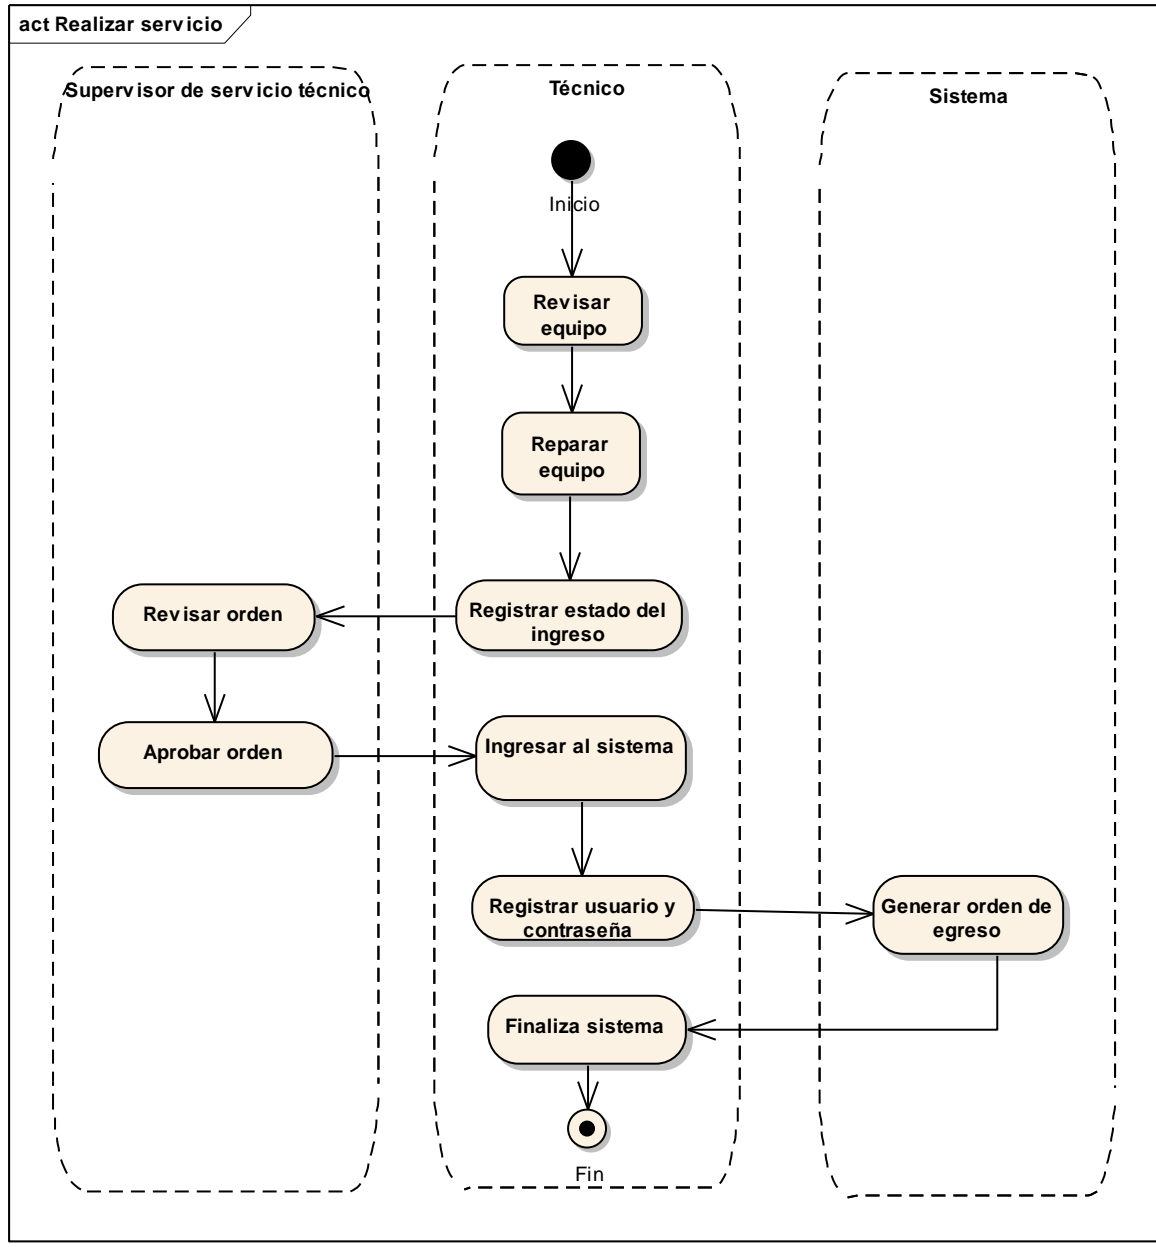 act Realizar servicio
Supervisor de servicio técnico
Técnico
Sistema
Inicio
Revisar
equipo
Reparar
equipo
Revisar orden
Registrar estado del
ingreso
Aprobar orden
Ingresar al sistema
Registrar usuario y
contraseña
Generar orden de
egreso
Finaliza sistema
Fin